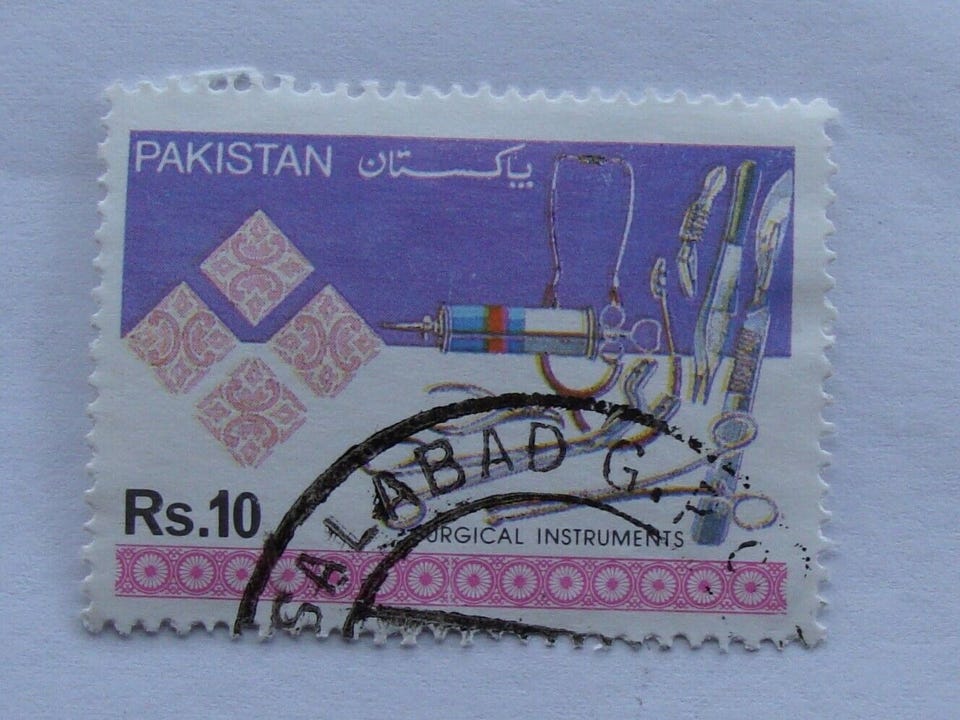 PAKISTAN پاکستان
Rs.10
SURGICAL INSTRUMENTS
SALABAD G.